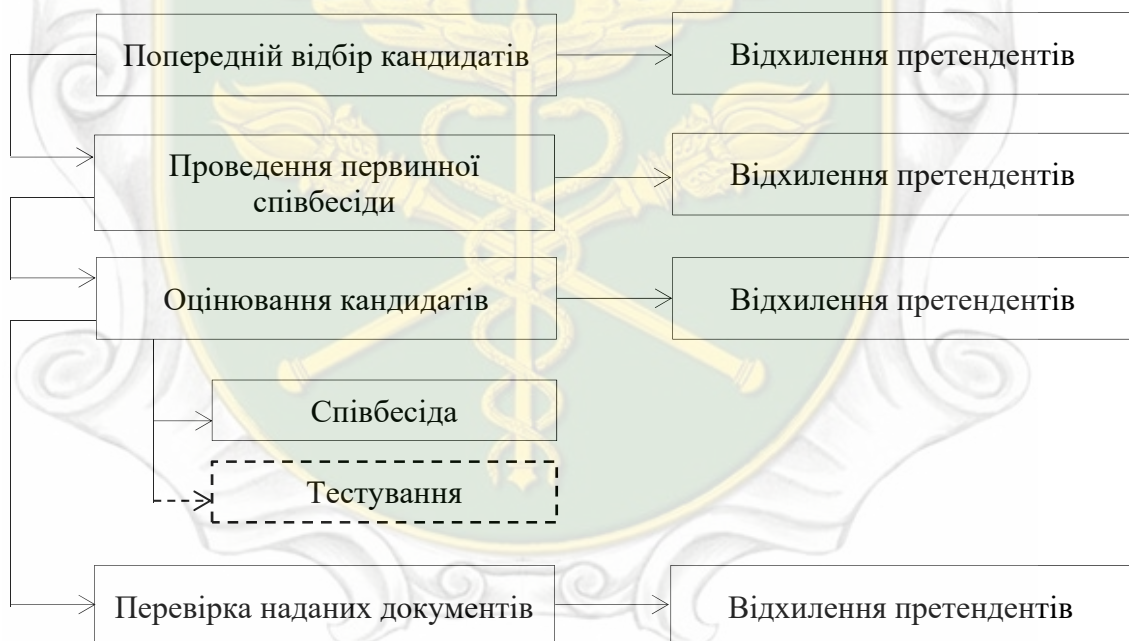 Попередній відбір кандидатів
Відхилення претендентів
Проведення первинної
співбесіди
Відхилення претендентів
Оцінювання кандидатів
Відхилення претендентів
Співбесіда
Тестування
Перевірка наданих документів
Відхилення претендентів